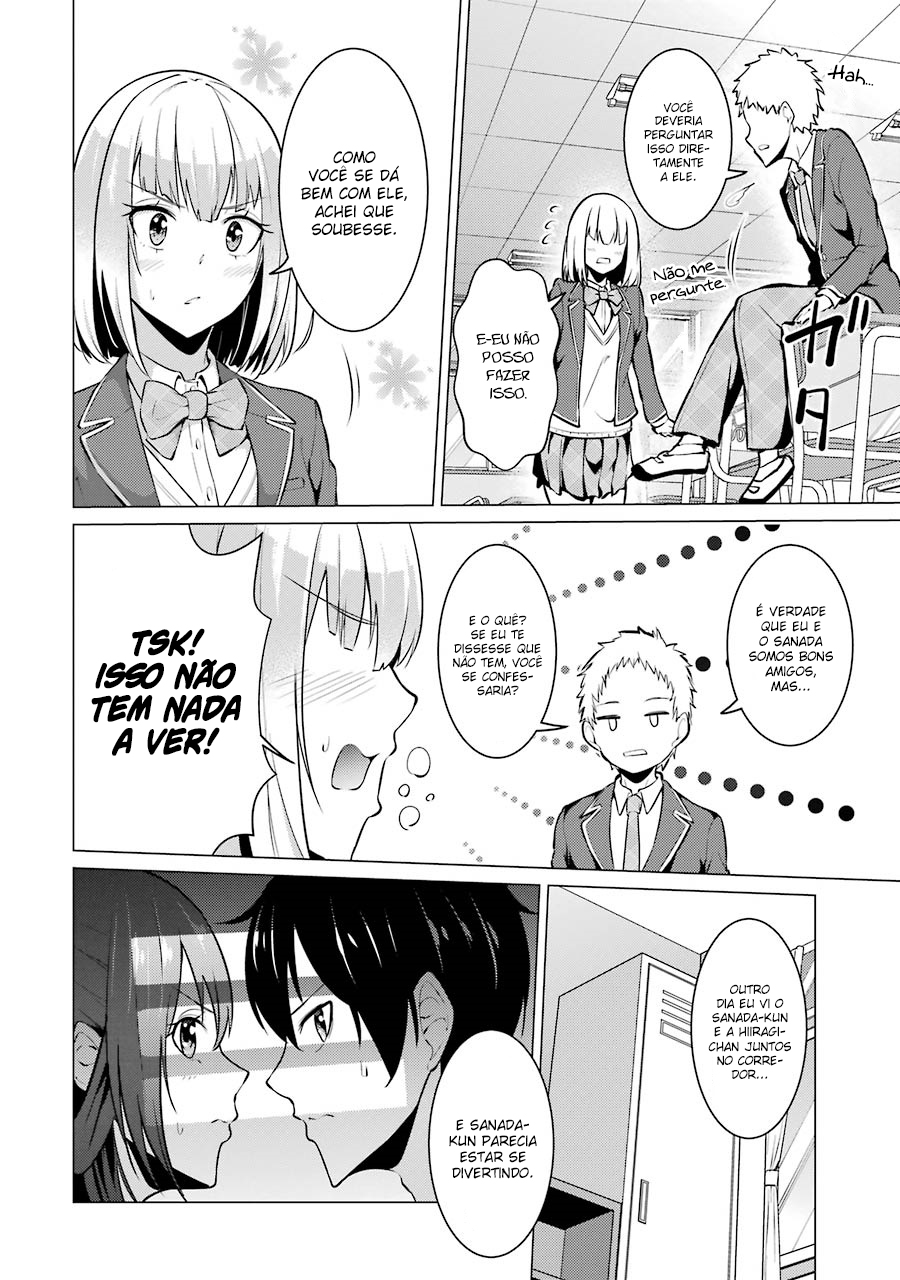 Hah...
VOCÊ
DEVERIA
PERGUNTAR
ISSO DIRE-
TAMENTE
A ELE.
Não me
pergunte
E-EU NÃO
POSSO
FAZER
ISSO.
ガタ
COMO
VOCÊ SE DÁ
BEM COM ELE,
ACHEI QUE
SOUBESSE.
É VERDADE
QUE EU E
O SANADA
SOMOS BONS
AMIGOS,
MAS...
E O QUÊ?
SE EU TE
DISSESSE QUE
NÃO TEM, VOCÊ
SE CONFES-
SARIA?
TSK!
ISSO NÃO
TEM NADA
A VER!
OUTRO
DIA EU VI O
SANADA-KUN
E A HIIRAGI-
CHAN JUNTOS
NO CORRE-
DOR...
E SANADA-
KUN PARECIA
ESTAR SE
DIVERTINDO.